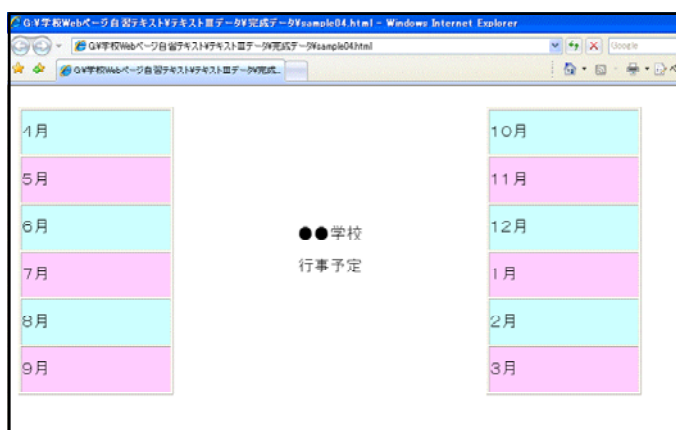 G:¥学校Webページ自習テキスト¥テキストⅢデータ¥完成データ¥sample04.html - Windows Internet Explorer
G:¥学校Webページ自習テキスト¥テキストⅢデータ¥完成データ¥sample04.html
Google
G:¥学校Webページ自習テキスト¥テキストⅢデータ¥完成...
4月
5月
6月
7月
8月
9月
●●学校
行事予定
10月
11月
12月
1月
2月
3月